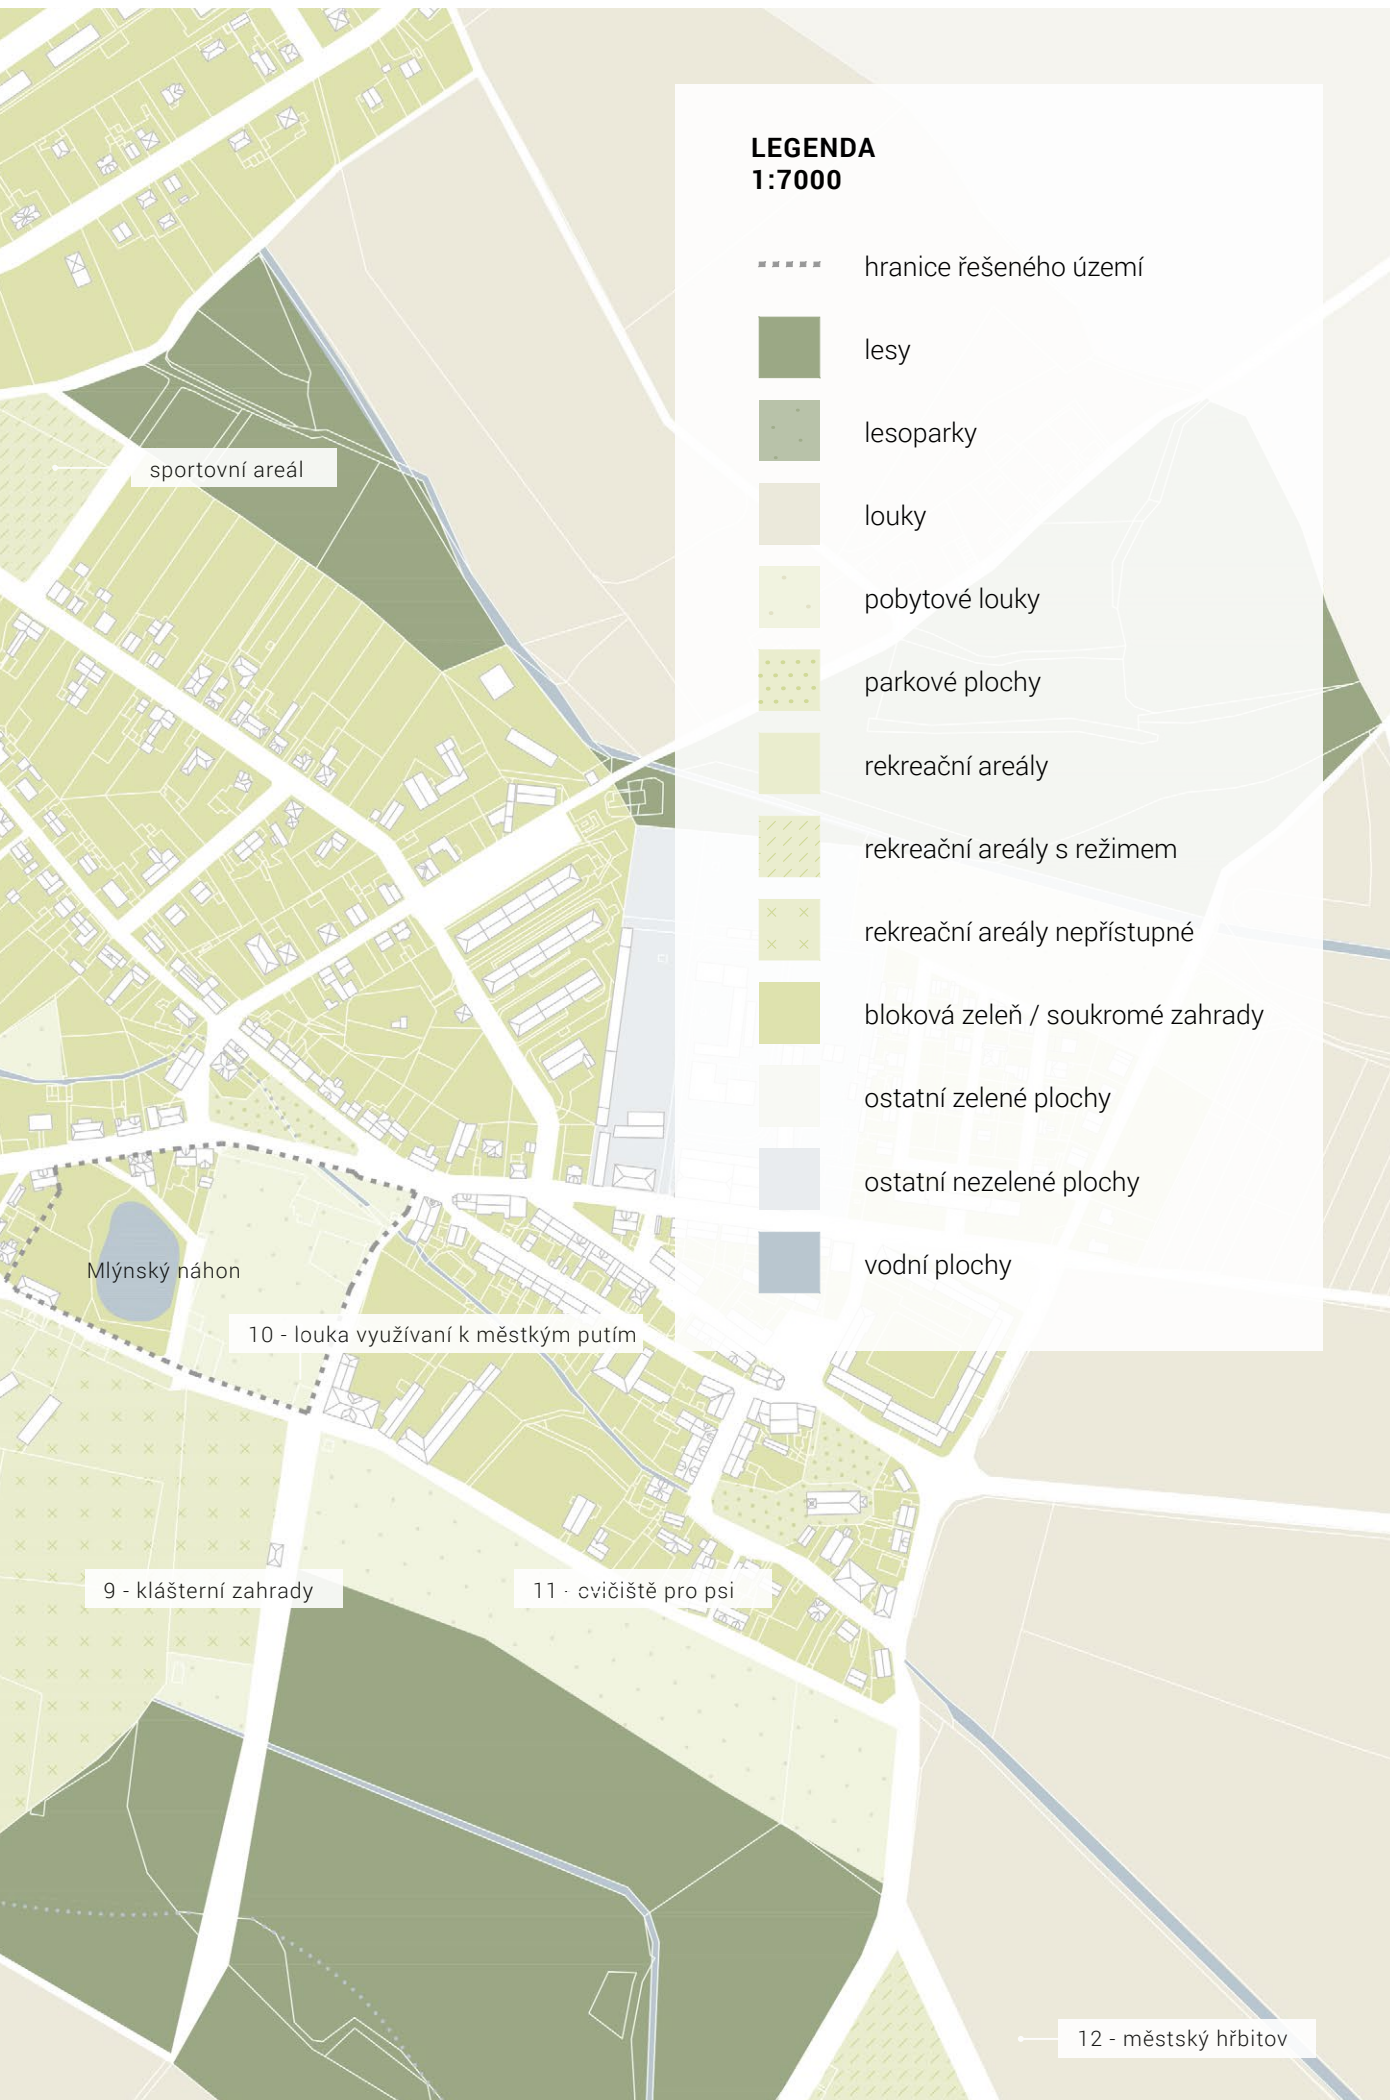 LEGENDA
1:7000
hranice řešeného území
lesy
lesoparky
louky
pobytové louky
parkové plochy
rekreační areály
rekreační areály s režimem
rekreační areály nepřístupné
bloková zeleň / soukromé zahrady
ostatní zelené plochy
ostatní nezelené plochy
vodní plochy
sportovní areál
Mlýnský náhon
10 - louka využívaní k městkým putím
9 - klášterní zahrady
11 - cvičiště pro psi
12 - městský hřbitov